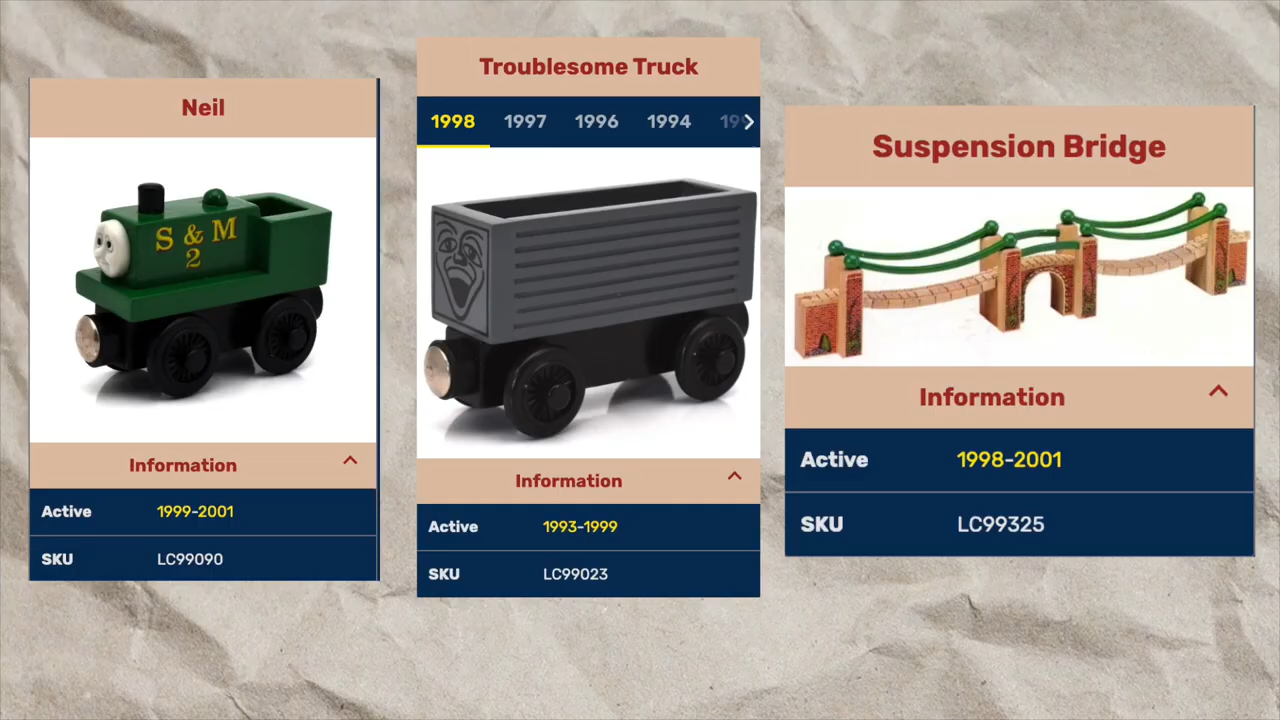 Neil
S & M
2
Information
Active 1999-2001
SKU LC99090
Troublesome Truck
1998 1997 1996 1994
Information
Active 1993-1999
SKU LC99023
Suspension Bridge
Information
Active 1998-2001
SKU LC99325